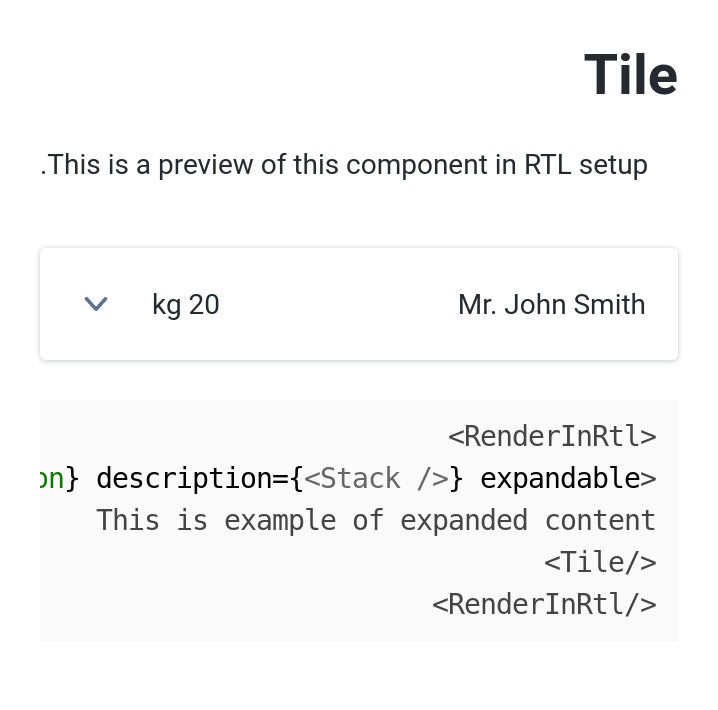 Tile
.This is a preview of this component in RTL setup
Mr. John Smith
kg 20
<RenderInRtl>
} description={<Stack />} expandable>
This is example of expanded content
<Tile/>
<RenderInRtl/>